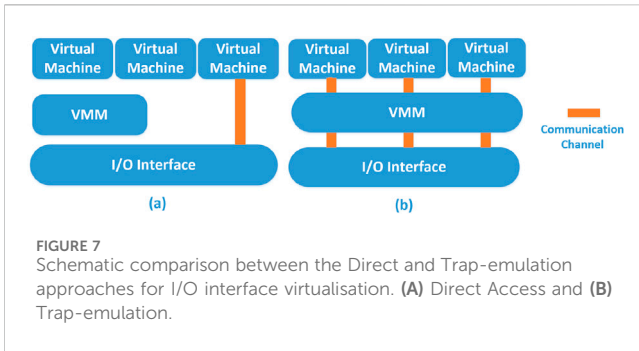 Virtual Machine
Virtual Machine
Virtual Machine
VMM
I/O Interface
(a)
Virtual Machine
Virtual Machine
Virtual Machine
VMM
I/O Interface
(b)
Communication
Channel
FIGURE 7
Schematic comparison between the Direct and Trap-emulation
approaches for I/O interface virtualisation. (A) Direct Access and (B)
Trap-emulation.